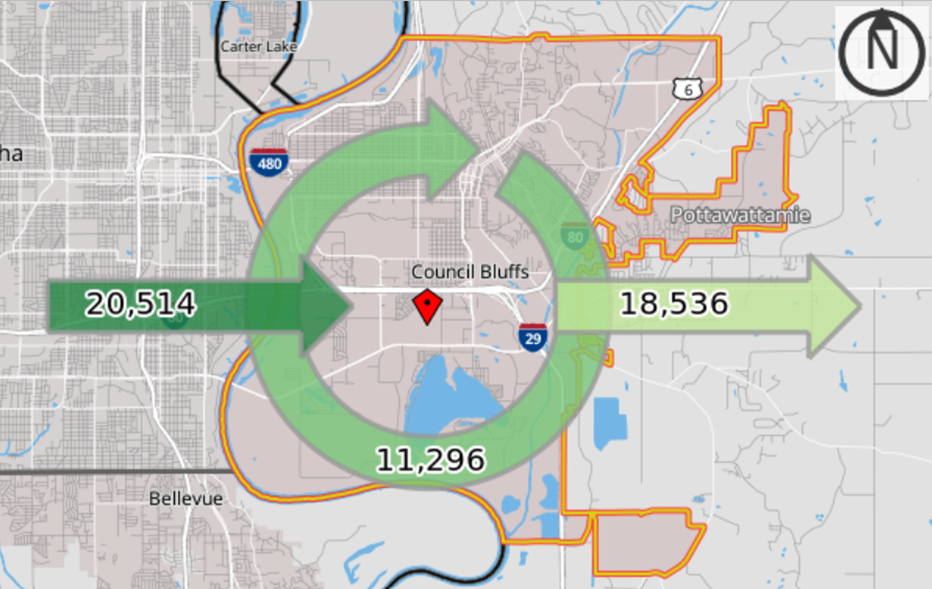 Carter Lake
N
6
ha
480
Pottawattamie
80
Council Bluffs
20,514
18,536
29
11,296
Bellevue